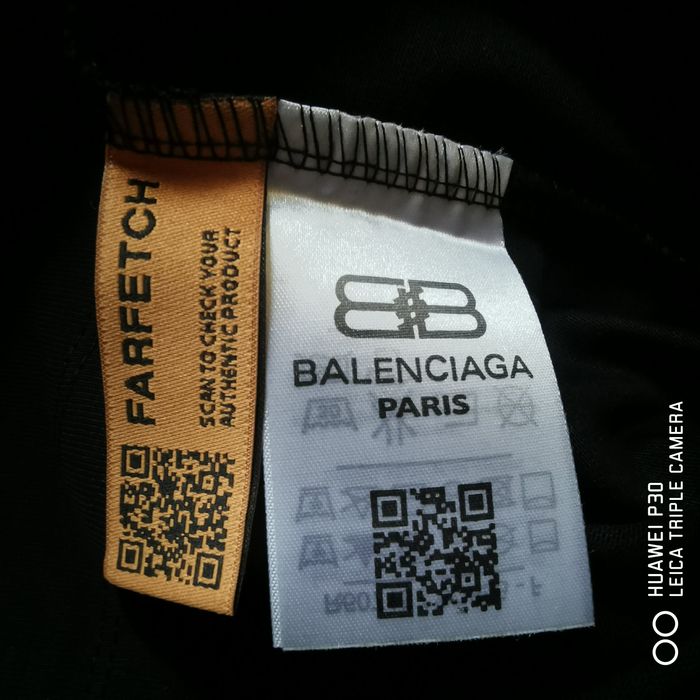 FARFETCH
SCAN TO CHECK YOUR
AUTHENTIC PRODUCT
BALENCIAGA
PARIS
HUAWEI P30
LEICA TRIPLE CAMERA